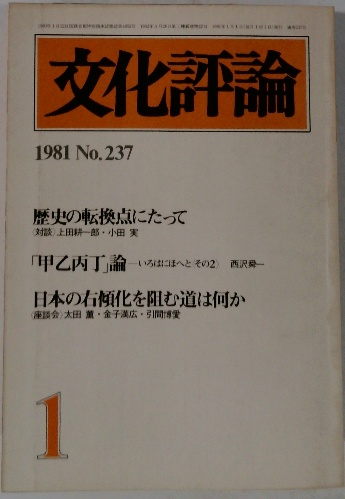 文化評論
1981 No.237
歴史の転換点にたって
〈対談〉上田耕一郎・小田 実
「甲乙丙丁」論―いろはにほへと〈その2〉 西沢舜一
日本の右傾化を阻む道は何か
〈座談会〉太田 薫・金子満広・引間博愛
1